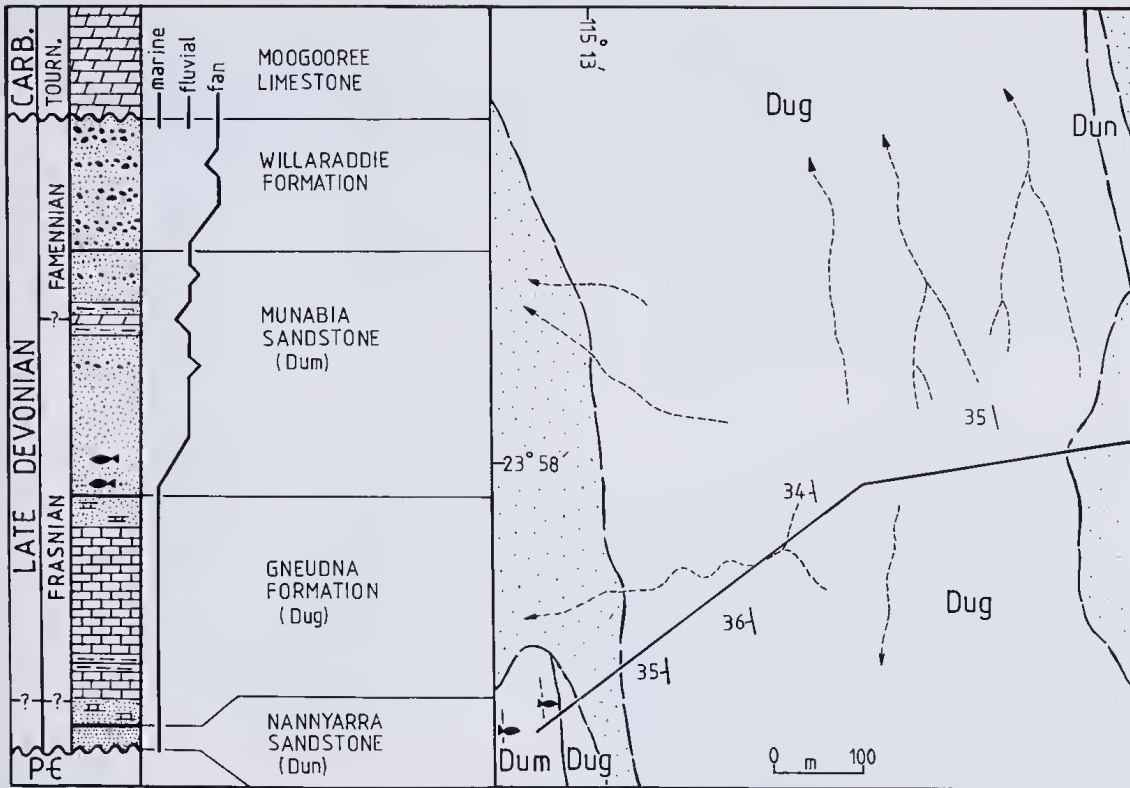 CARB.
TOURN.
LATE DEVONIAN
FAMENNIAN
-?-
FRASNIAN
-?-
-?-
P-Є
marine
fluvial
fan
MOOGOOREE
LIMESTONE
WILLARADDIE
FORMATION
MUNABIA
SANDSTONE
(Dum)
GNEUDNA
FORMATION
(Dug)
NANNYARRA
SANDSTONE
(Dun)
115° 13′
Dug
Dun
35
23° 58′
34
36
Dug
35
Dum
Dug
0 m 100